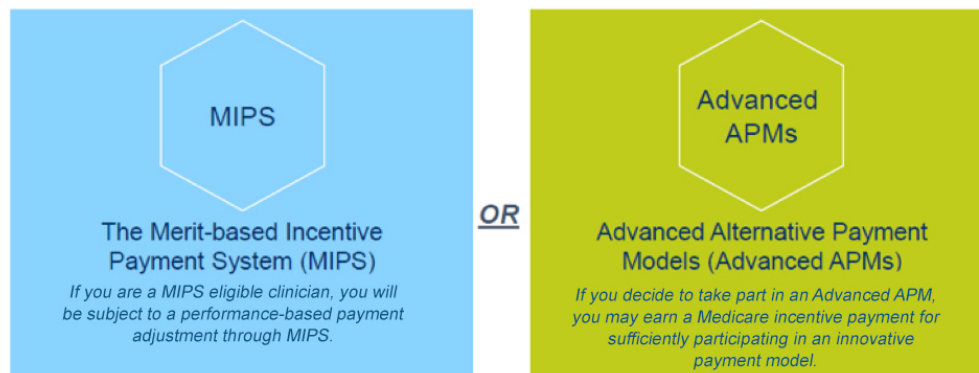 MIPS
The Merit-based Incentive
Payment System (MIPS)
If you are a MIPS eligible clinician, you will
be subject to a performance-based payment
adjustment through MIPS.
OR
Advanced
APMs
Advanced Alternative Payment
Models (Advanced APMs)
If you decide to take part in an Advanced APM,
you may earn a Medicare incentive payment for
sufficiently participating in an innovative
payment model.